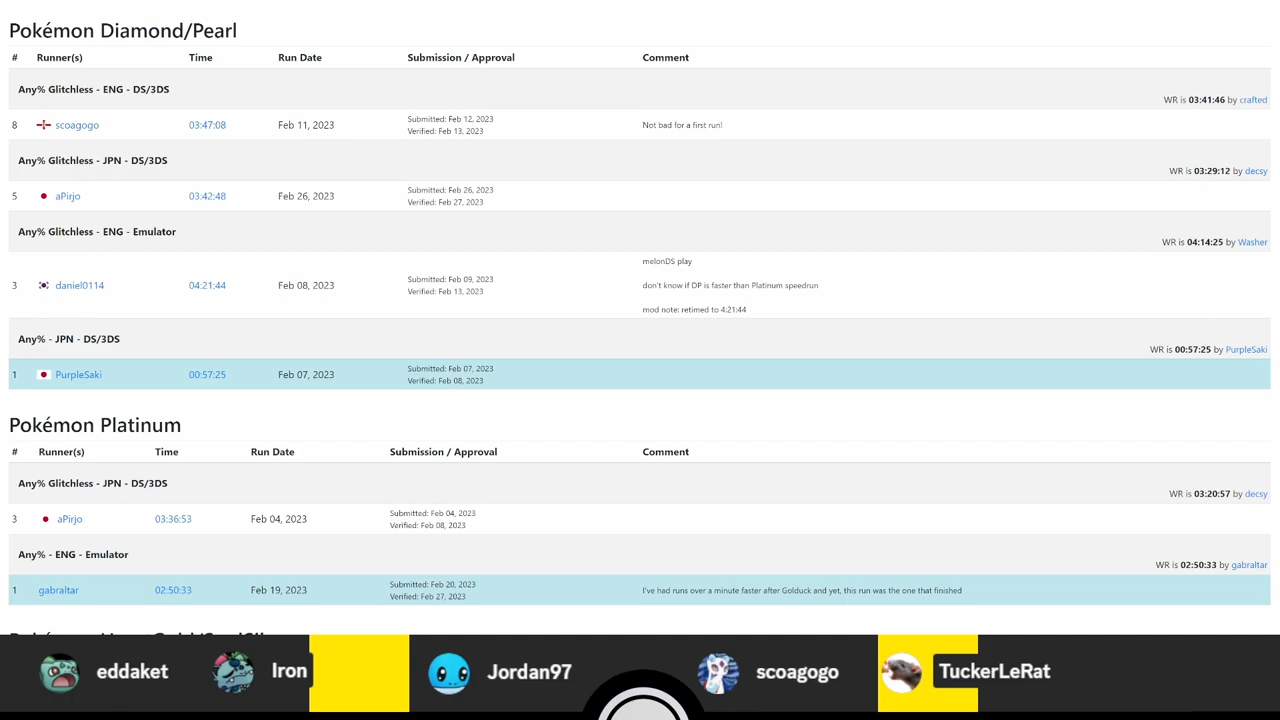 Pokémon Diamond/Pearl
# Runner(s) Time Run Date Submission / Approval Comment
Any% Glitchless - ENG - DS/3DS
WR is 03:41:46 by crafted
8 scoagogo 03:47:08 Feb 11, 2023 Submitted: Feb 12, 2023 Not bad for a first run!
Verified: Feb 13, 2023
Any% Glitchless - JPN - DS/3DS
WR is 03:29:12 by decsy
5 aPirjo 03:42:48 Feb 26, 2023 Submitted: Feb 26, 2023
Verified: Feb 27, 2023
Any% Glitchless - ENG - Emulator
WR is 04:14:25 by Washer
melonDS play
3 daniel0114 04:21:44 Feb 08, 2023 Submitted: Feb 09, 2023 don't know if DP is faster than Platinum speedrun
Verified: Feb 13, 2023
mod note: retimed to 4:21:44
Any% - JPN - DS/3DS
WR is 00:57:25 by PurpleSaki
1 PurpleSaki 00:57:25 Feb 07, 2023 Submitted: Feb 07, 2023
Verified: Feb 08, 2023
Pokémon Platinum
# Runner(s) Time Run Date Submission / Approval Comment
Any% Glitchless - JPN - DS/3DS
WR is 03:20:57 by decsy
3 aPirjo 03:36:53 Feb 04, 2023 Submitted: Feb 04, 2023
Verified: Feb 08, 2023
Any% - ENG - Emulator
WR is 02:50:33 by gabraltar
1 gabraltar 02:50:33 Feb 19, 2023 Submitted: Feb 20, 2023 I've had runs over a minute faster after Golduck and yet, this run was the one that finished
Verified: Feb 27, 2023
eddaket Iron Jordan97 scoagogo TuckerLeRat